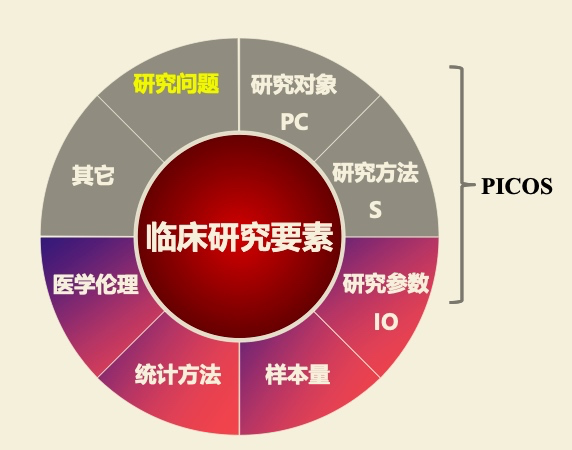 研究问题
研究对象
PC
研究方法
S
PICOS
其它
临床研究要素
医学伦理
研究参数
IO
统计方法
样本量